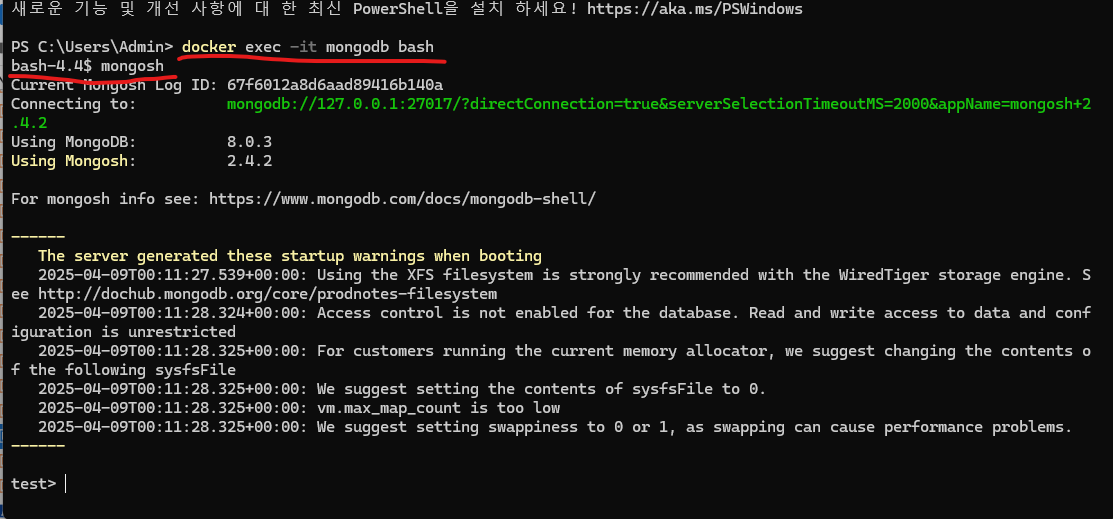 새로운 기능 및 개선 사항에 대 한 최신 PowerShell을 설치 하세요! https://aka.ms/PSWindows
PS C:\Users\Admin> docker exec -it mongodb bash
bash-4.4$ mongosh
Current Mongosh Log ID: 67f6012a8d6aad89416b140a
Connecting to:          mongodb://127.0.0.1:27017/?directConnection=true&serverSelectionTimeoutMS=2000&appName=mongosh+2
.4.2
Using MongoDB:          8.0.3
Using Mongosh:          2.4.2
For mongosh info see: https://www.mongodb.com/docs/mongodb-shell/
------
The server generated these startup warnings when booting
2025-04-09T00:11:27.539+00:00: Using the XFS filesystem is strongly recommended with the WiredTiger storage engine. S
ee http://dochub.mongodb.org/core/prodnotes-filesystem
2025-04-09T00:11:28.324+00:00: Access control is not enabled for the database. Read and write access to data and conf
iguration is unrestricted
2025-04-09T00:11:28.325+00:00: For customers running the current memory allocator, we suggest changing the contents o
f the following sysfsFile
2025-04-09T00:11:28.325+00:00: We suggest setting the contents of sysfsFile to 0.
2025-04-09T00:11:28.325+00:00: vm.max_map_count is too low
2025-04-09T00:11:28.325+00:00: We suggest setting swappiness to 0 or 1, as swapping can cause performance problems.
------
test>